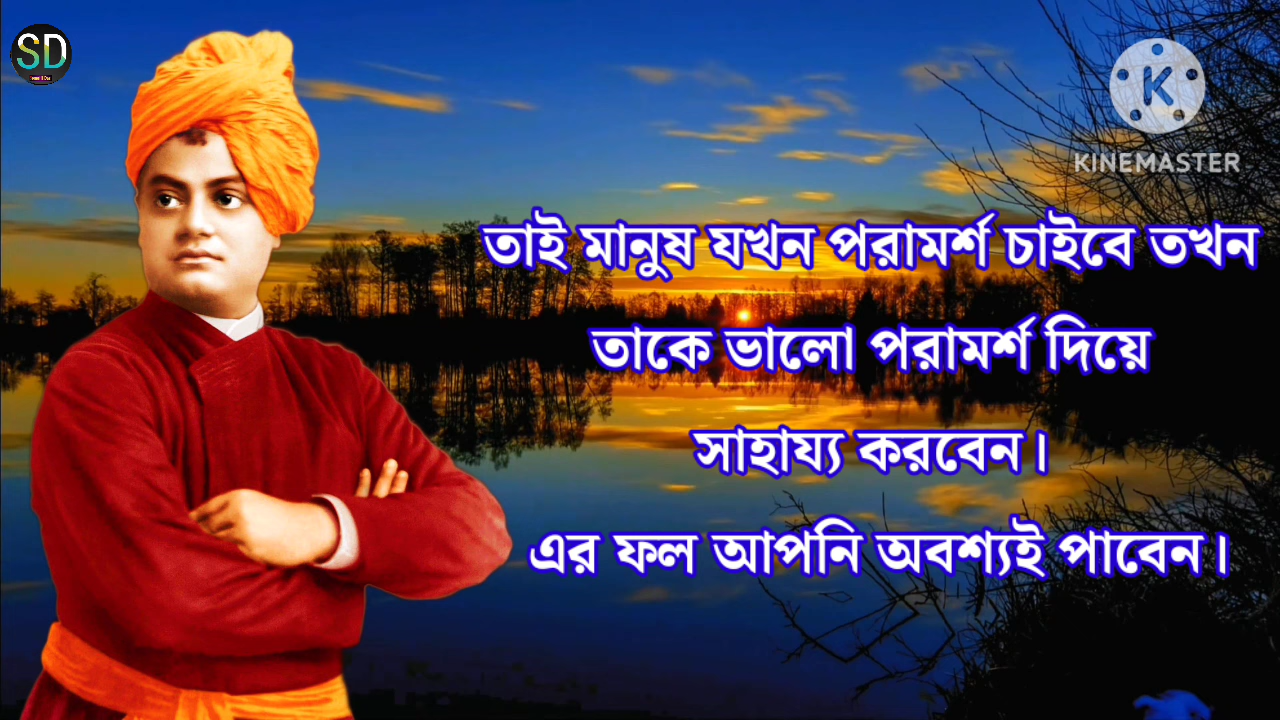 SD
KINEMASTER
তাই মানুষ যখন পরামর্শ চাইবে তখন
তাকে ভালো পরামর্শ দিয়ে
সাহায্য করবেন।
এর ফল আপনি অবশ্যই পাবেন।